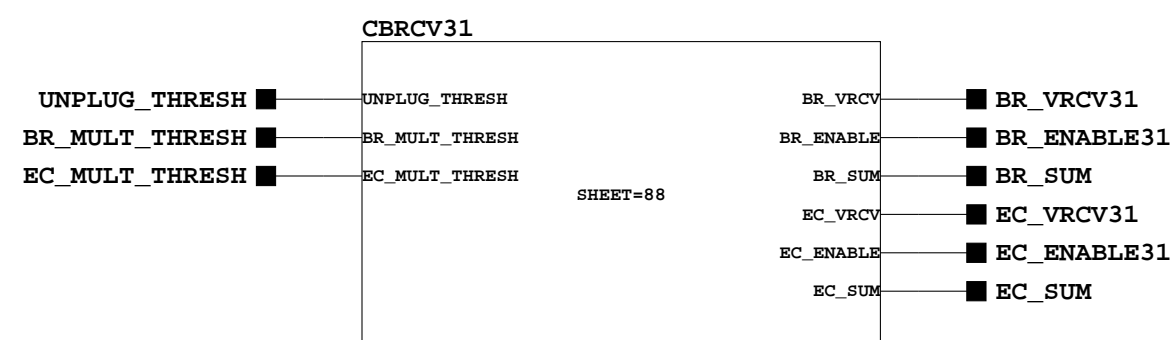 CBRCV31
UNPLUG_THRESH UNPLUG_THRESH BR_VRCV BR_VRCV31
BR_MULT_THRESH BR_MULT_THRESH BR_ENABLE BR_ENABLE31
EC_MULT_THRESH EC_MULT_THRESH BR_SUM BR_SUM
SHEET=88
EC_VRCV EC_VRCV31
EC_ENABLE EC_ENABLE31
EC_SUM EC_SUM